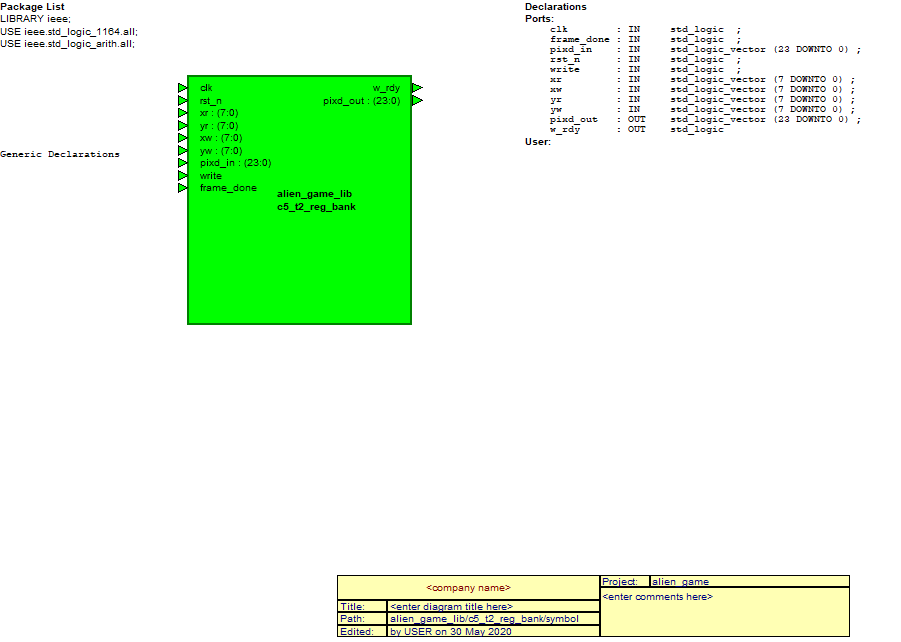 Package List
LIBRARY ieee;
USE ieee.std_logic_1164.all;
USE ieee.std_logic_arith.all;
Generic Declarations
clk
rst_n
xr : (7:0)
yr : (7:0)
xw : (7:0)
yw : (7:0)
pixd_in : (23:0)
write
frame_done
w_rdy
pixd_out : (23:0)
alien_game_lib
c5_t2_reg_bank
Declarations
Ports:
clk : IN std_logic ;
frame_done : IN std_logic ;
pixd_in : IN std_logic_vector (23 DOWNTO 0) ;
rst_n : IN std_logic ;
write : IN std_logic ;
xr : IN std_logic_vector (7 DOWNTO 0) ;
xw : IN std_logic_vector (7 DOWNTO 0) ;
yr : IN std_logic_vector (7 DOWNTO 0) ;
yw : IN std_logic_vector (7 DOWNTO 0) ;
pixd_out : OUT std_logic_vector (23 DOWNTO 0) ;
w_rdy : OUT std_logic
User:
<company name>
Title: <enter diagram title here>
Path: alien_game_lib/c5_t2_reg_bank/symbol
Edited: by USER on 30 May 2020
Project: alien_game
<enter comments here>